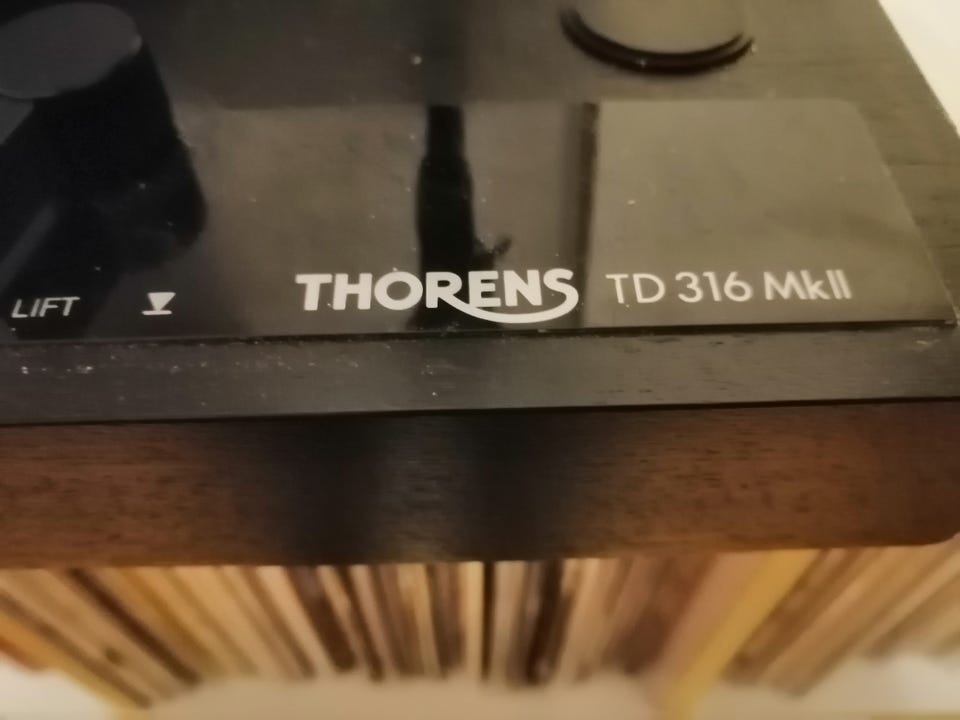 LIFT THORENS TD 316 MkII